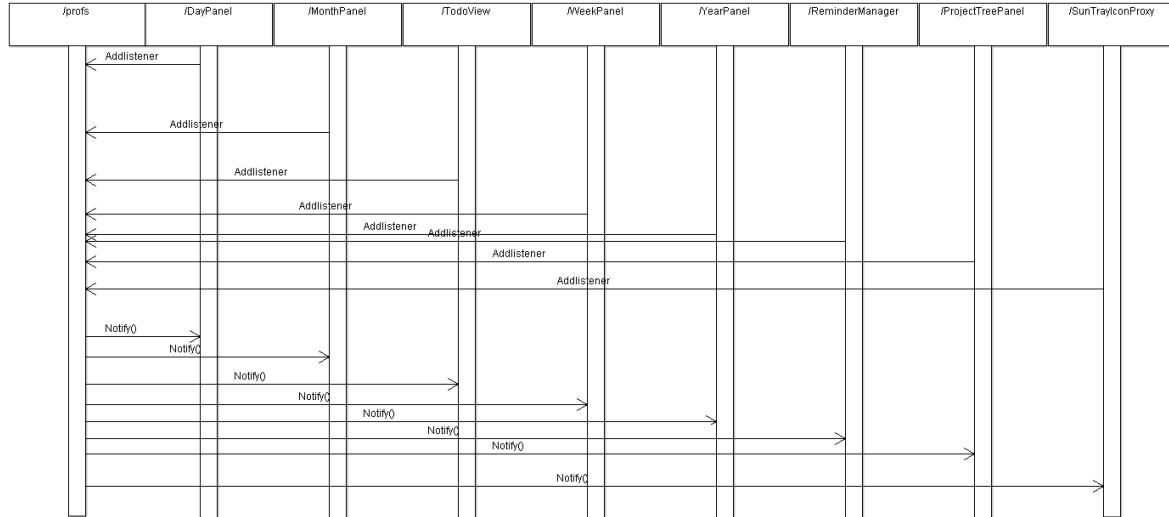 /profs
/DayPanel
/MonthPanel
/TodoView
/WeekPanel
/YearPanel
/ReminderManager
/ProjectTreePanel
/SunTrayIconProxy
Addlistener
Addlistener
Addlistener
Addlistener
Addlistener
Addlistener
Addlistener
Addlistener
Notify()
Notify()
Notify()
Notify()
Notify()
Notify()
Notify()
Notify()